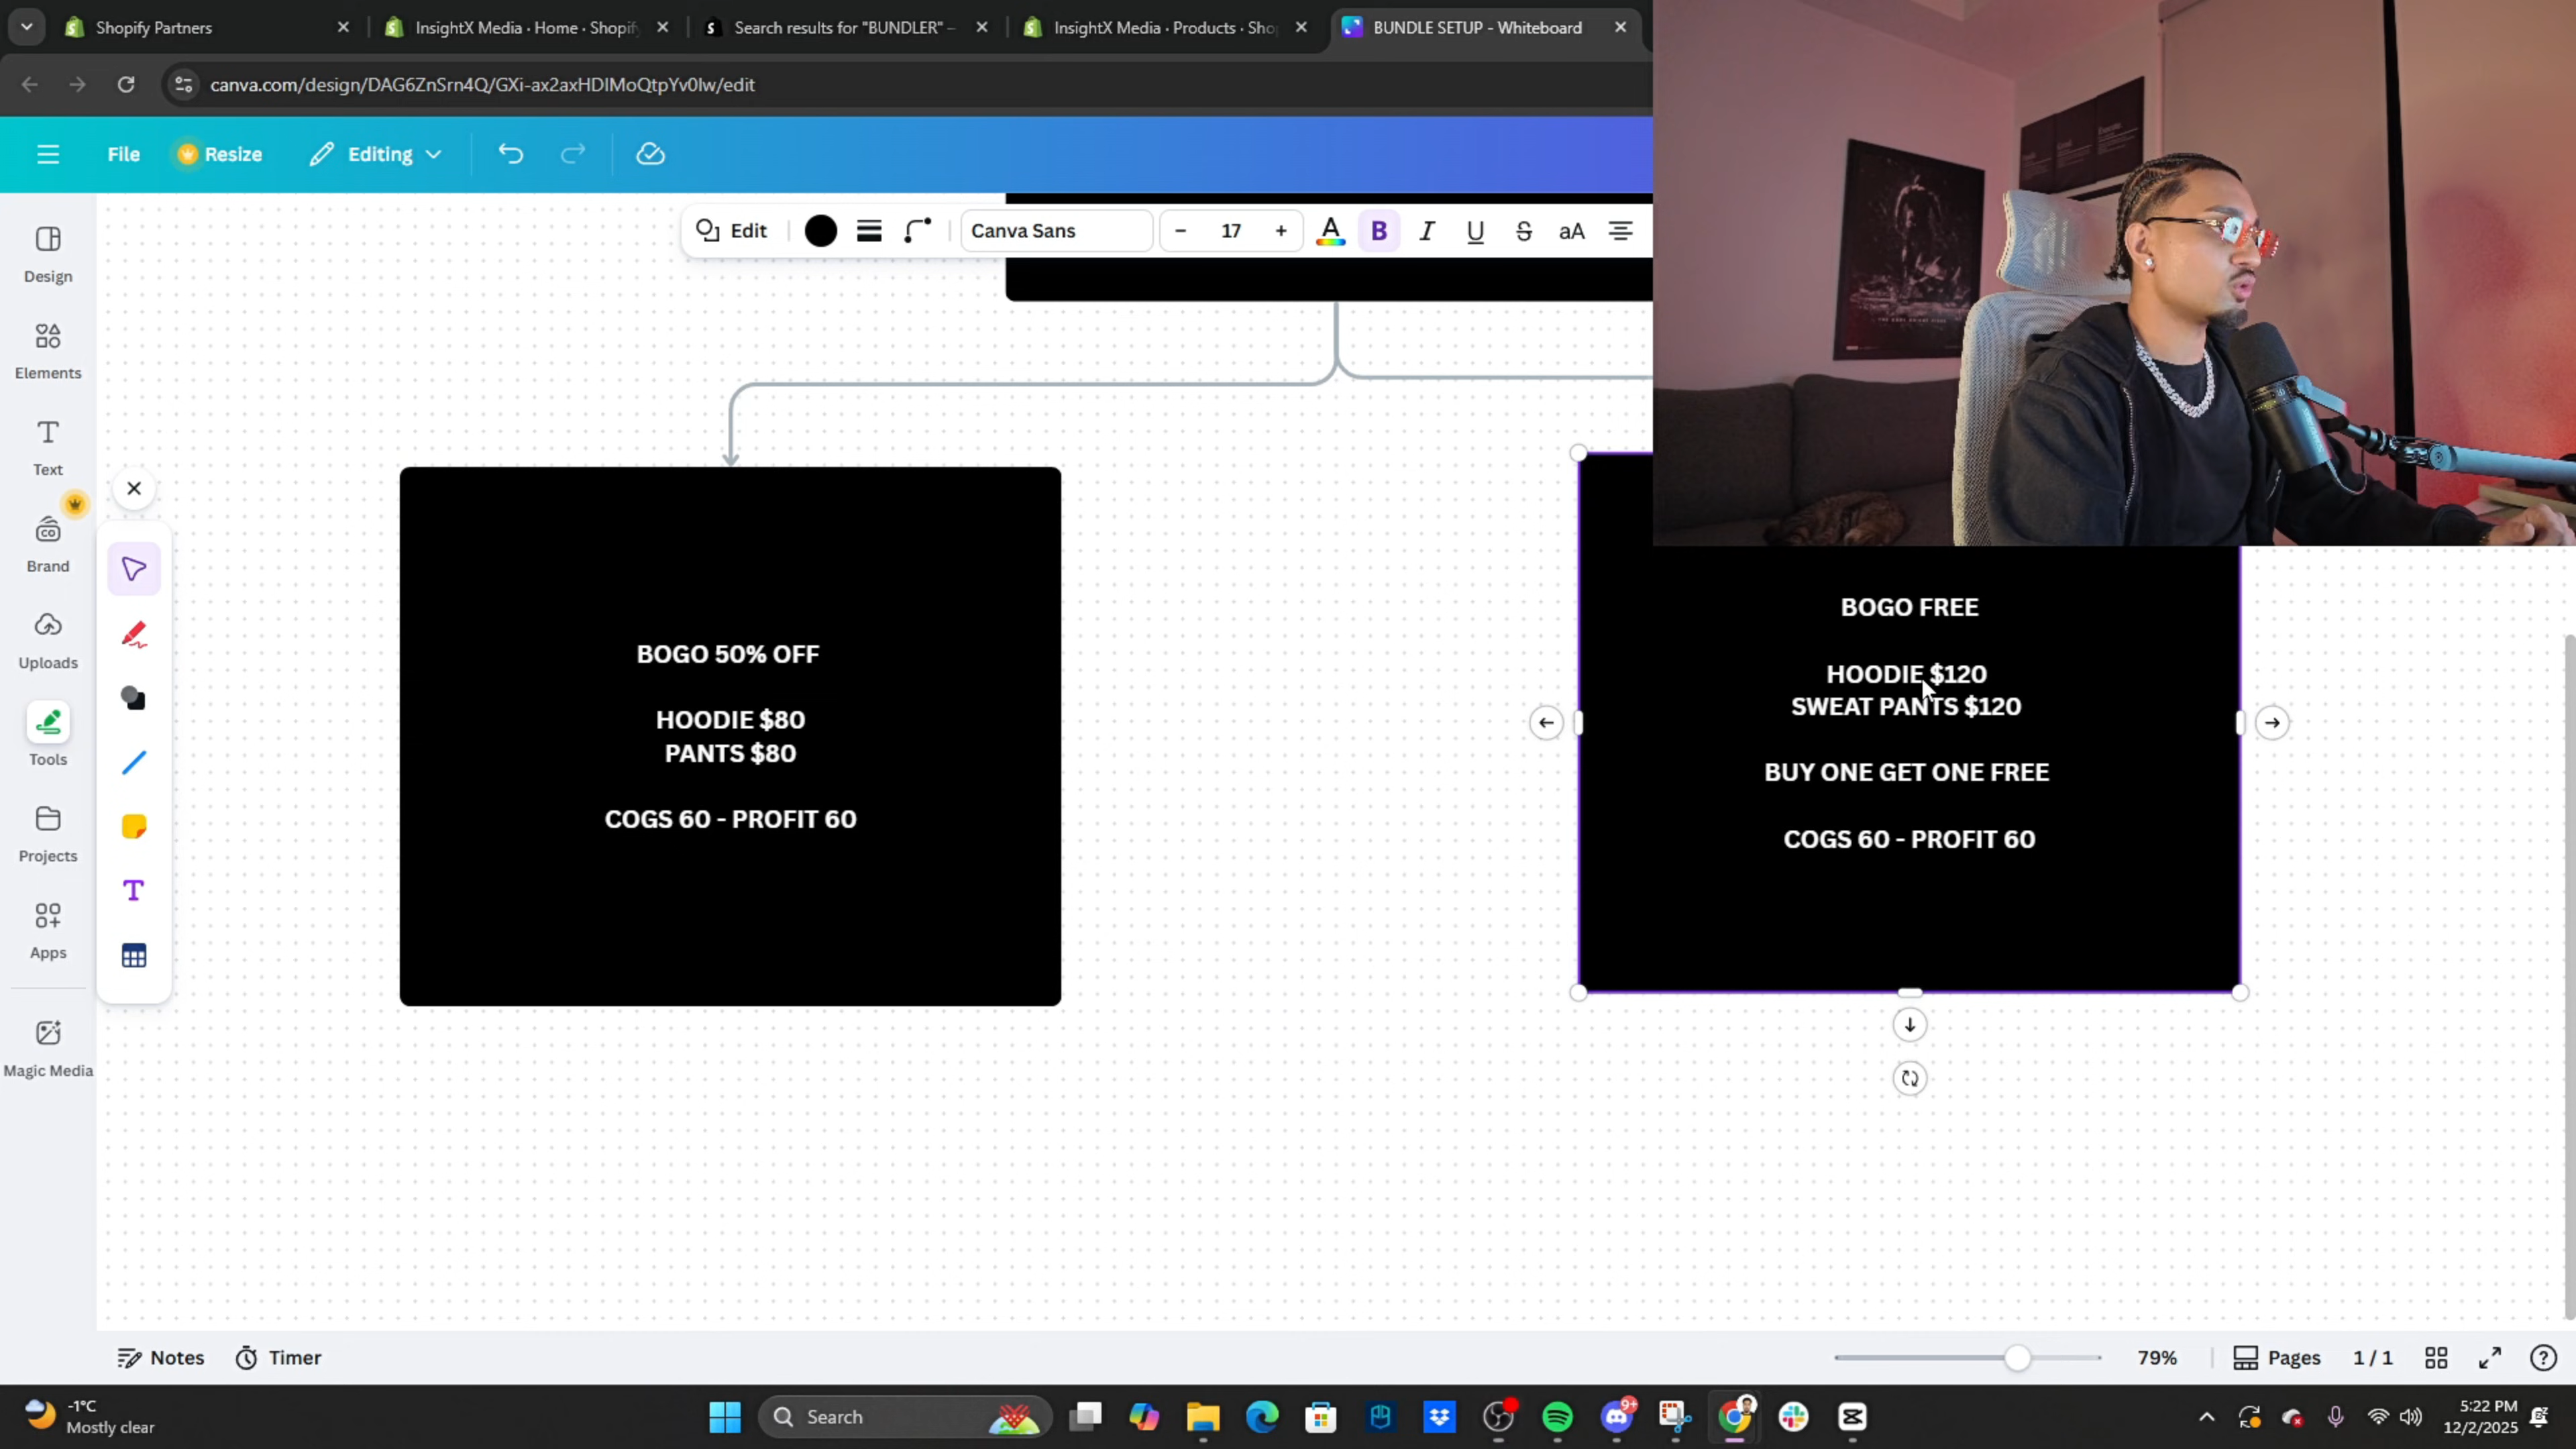 Shopify Partners
InsightX Media · Home · Shopif
Search results for "BUNDLER" –
InsightX Media · Products · Sho
BUNDLE SETUP - Whiteboard
canva.com/design/DAG6ZnSrn4Q/GXi-ax2axHDlMoQtpYv0lw/edit
File
Resize
Editing
Edit
Canva Sans
– 17 +
A B I U S aA
Design
Elements
Text
Brand
Uploads
Tools
Projects
Apps
Magic Media
BOGO 50% OFF
HOODIE $80
PANTS $80
COGS 60 - PROFIT 60
BOGO FREE
HOODIE $120
SWEAT PANTS $120
BUY ONE GET ONE FREE
COGS 60 - PROFIT 60
Notes
Timer
79%
Pages
1 / 1
-1°C
Mostly clear
Search
9+
5:22 PM
12/2/2025